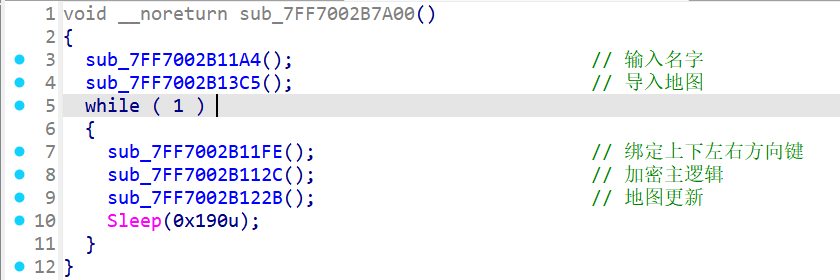 1 void __noreturn sub_7FF7002B7A00()
2 {
3 sub_7FF7002B11A4(); // 输入名字
4 sub_7FF7002B13C5(); // 导入地图
5 while ( 1 )
6 {
7 sub_7FF7002B11FE(); // 绑定上下左右方向键
8 sub_7FF7002B112C(); // 加密主逻辑
9 sub_7FF7002B122B(); // 地图更新
10 Sleep(0x190u);
11 }
12 }